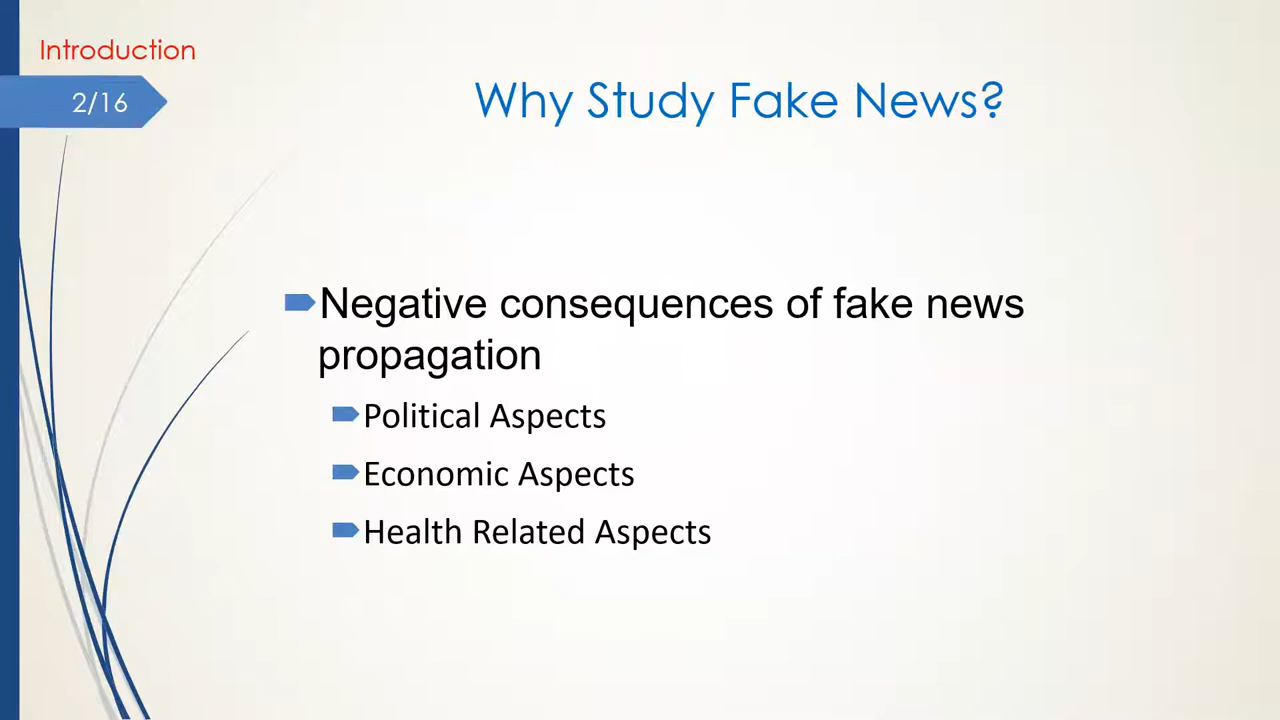 Introduction
2/16
Why Study Fake News?
Negative consequences of fake news
propagation
Political Aspects
Economic Aspects
Health Related Aspects